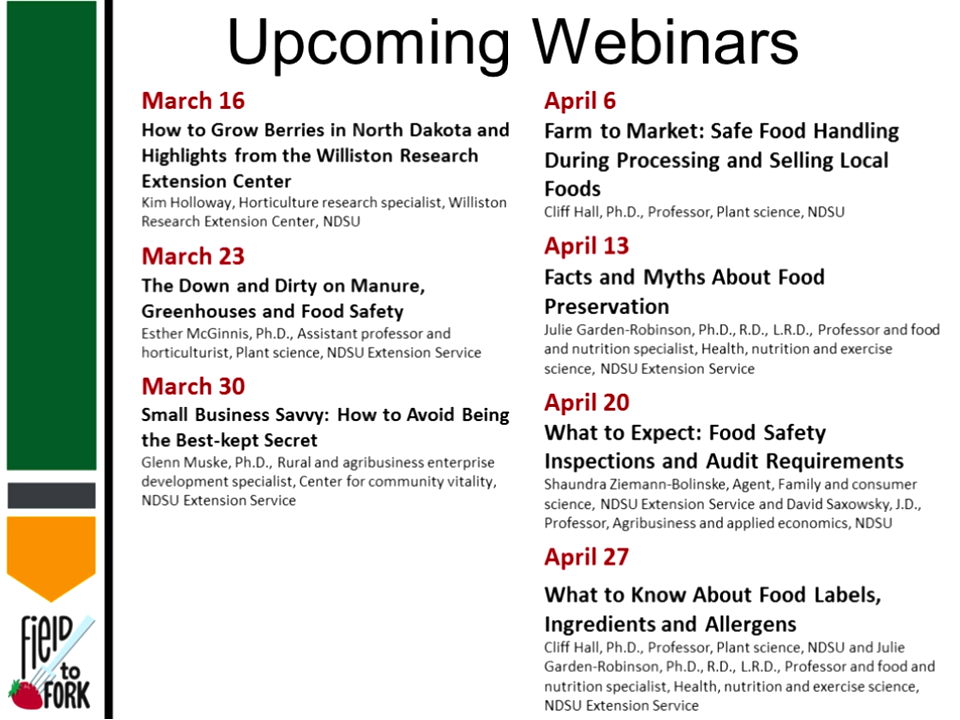 Upcoming Webinars
March 16
How to Grow Berries in North Dakota and
Highlights from the Williston Research
Extension Center
Kim Holloway, Horticulture research specialist, Williston
Research Extension Center, NDSU
March 23
The Down and Dirty on Manure,
Greenhouses and Food Safety
Esther McGinnis, Ph.D., Assistant professor and
horticulturist, Plant science, NDSU Extension Service
March 30
Small Business Savvy: How to Avoid Being
the Best-kept Secret
Glenn Muske, Ph.D., Rural and agribusiness enterprise
development specialist, Center for community vitality,
NDSU Extension Service
April 6
Farm to Market: Safe Food Handling
During Processing and Selling Local
Foods
Cliff Hall, Ph.D., Professor, Plant science, NDSU
April 13
Facts and Myths About Food
Preservation
Julie Garden-Robinson, Ph.D., R.D., L.R.D., Professor and food
and nutrition specialist, Health, nutrition and exercise
science, NDSU Extension Service
April 20
What to Expect: Food Safety
Inspections and Audit Requirements
Shaundra Ziemann-Bolinske, Agent, Family and consumer
science, NDSU Extension Service and David Saxowsky, J.D.,
Professor, Agribusiness and applied economics, NDSU
April 27
What to Know About Food Labels,
Ingredients and Allergens
Cliff Hall, Ph.D., Professor, Plant science, NDSU and Julie
Garden-Robinson, Ph.D., R.D., L.R.D., Professor and food and
nutrition specialist, Health, nutrition and exercise science,
NDSU Extension Service
field
to
FORK